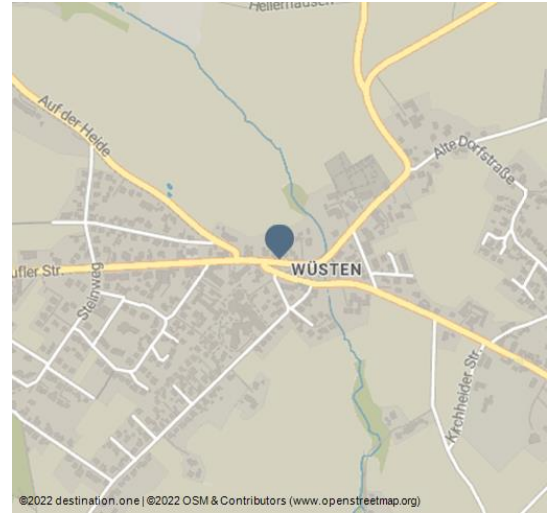 Hellerhausen
Auf der Heide
Alte Dorfstraße
ufler Str.
WÜSTEN
Steinweg
Kirchheider Str.
©2022 destination.one | ©2022 OSM & Contributors (www.openstreetmap.org)